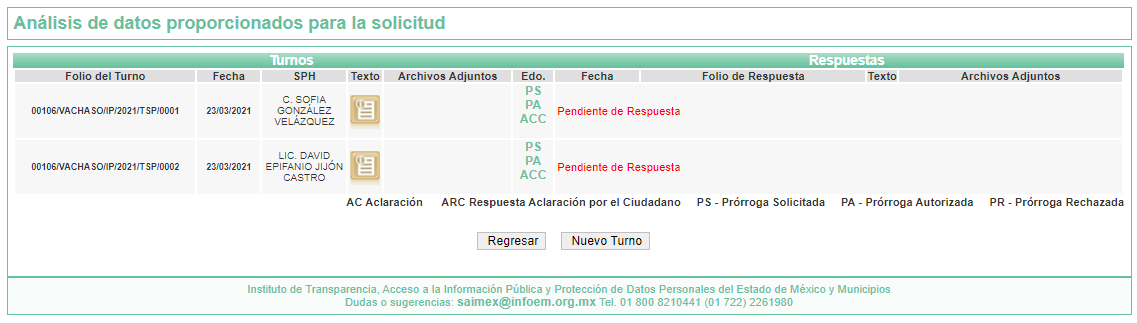 Análisis de datos proporcionados para la solicitud
Turnos Respuestas
Folio del Turno Fecha SPH Texto Archivos Adjuntos Edo. Fecha Folio de Respuesta Texto Archivos Adjuntos
00106/VACHASO/IP/2021/TSP/0001 23/03/2021 C. SOFIA GONZÁLEZ VELÁZQUEZ PS PA ACC Pendiente de Respuesta
00106/VACHASO/IP/2021/TSP/0002 23/03/2021 LIC. DAVID EPIFANIO JIJÓN CASTRO PS PA ACC Pendiente de Respuesta
AC Aclaración ARC Respuesta Aclaración por el Ciudadano PS - Prórroga Solicitada PA - Prórroga Autorizada PR - Prórroga Rechazada
Regresar Nuevo Turno
Instituto de Transparencia, Acceso a la Información Pública y Protección de Datos Personales del Estado de México y Municipios
Dudas o sugerencias: saimex@infoem.org.mx Tel. 01 800 8210441 (01 722) 2261980